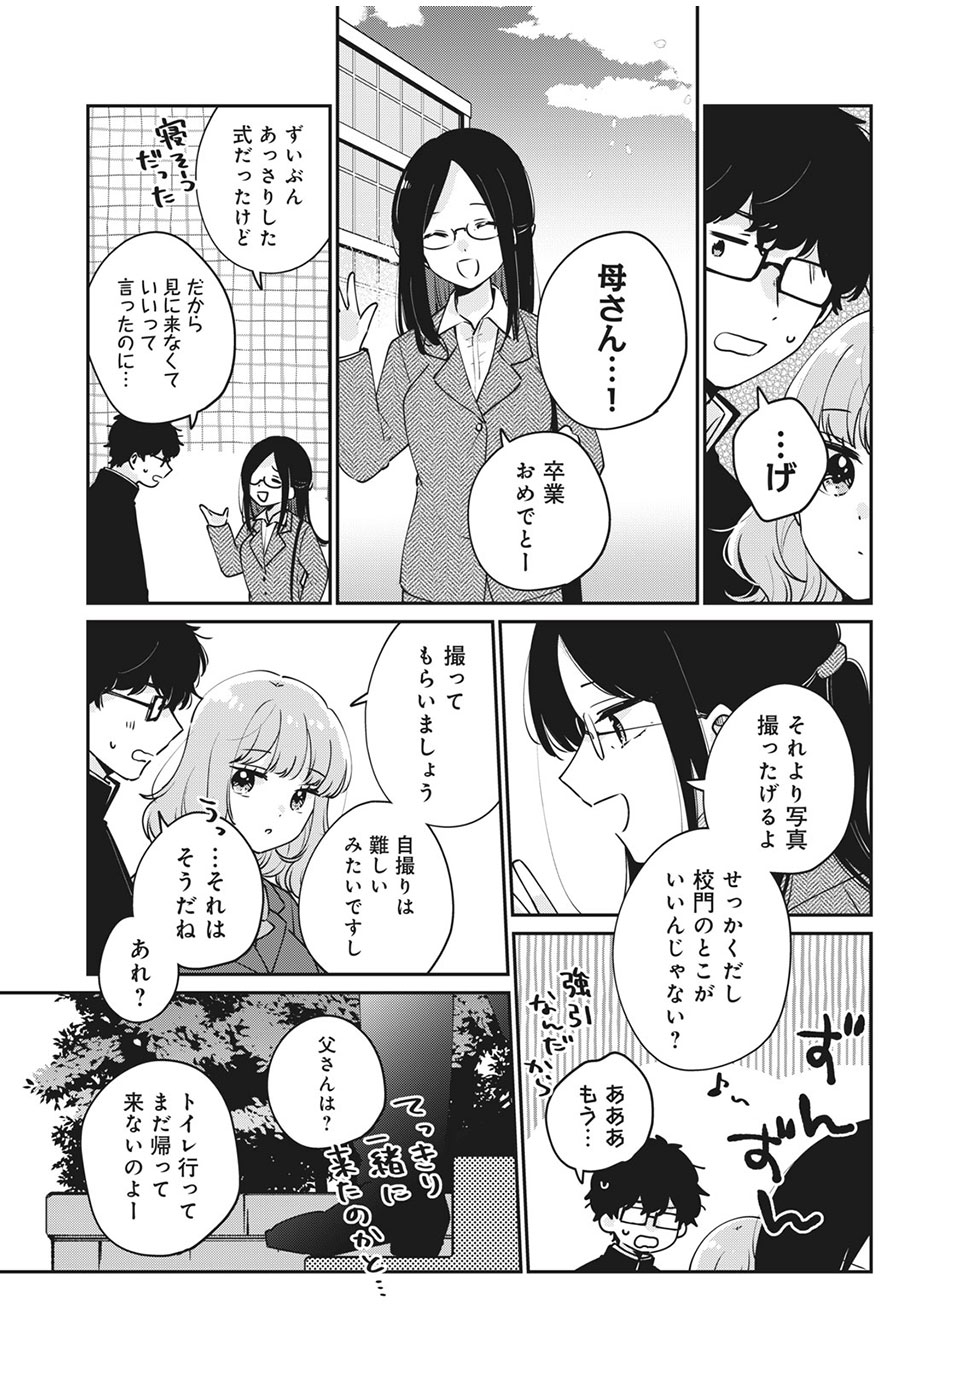 …げ
母さん…！
卒業
おめでとー
ずいぶん
あっさりした
式だったけど
寝そーつ
だった
だから
見に来なくて
いいって
言ったのに…
それより写真
撮ったげるよ
せっかくだし
校門のとこが
いいんじゃない？
撮って
もらいましょう
自撮りは
難しい
みたいですし
うっ
…それは
そうだね
あれ？
ずんずん
♪
強引
なんだから
あああ
もう…
父さんは？
てっきり
一緒に
来たのかと…
トイレ行って
まだ帰って
来ないのよー